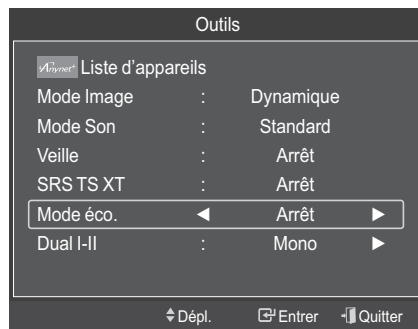 Outils
Anynet+ Liste d'appareils
Mode Image : Dynamique
Mode Son : Standard
Veille : Arrêt
SRS TS XT : Arrêt
Mode éco. ◄ Arrêt ►
Dual I-II : Mono ►
Dépl. Entrer Quitter